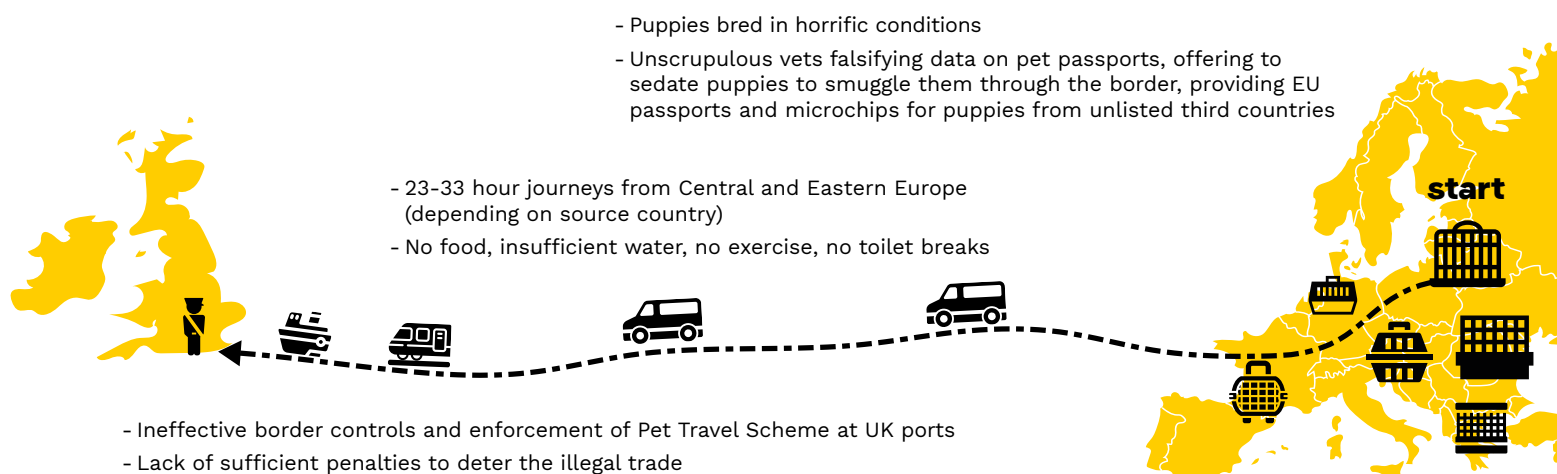 - Puppies bred in horrific conditions
- Unscrupulous vets falsifying data on pet passports, offering to
sedate puppies to smuggle them through the border, providing EU
passports and microchips for puppies from unlisted third countries
- 23-33 hour journeys from Central and Eastern Europe
(depending on source country)
- No food, insufficient water, no exercise, no toilet breaks
start
- Ineffective border controls and enforcement of Pet Travel Scheme at UK ports
- Lack of sufficient penalties to deter the illegal trade